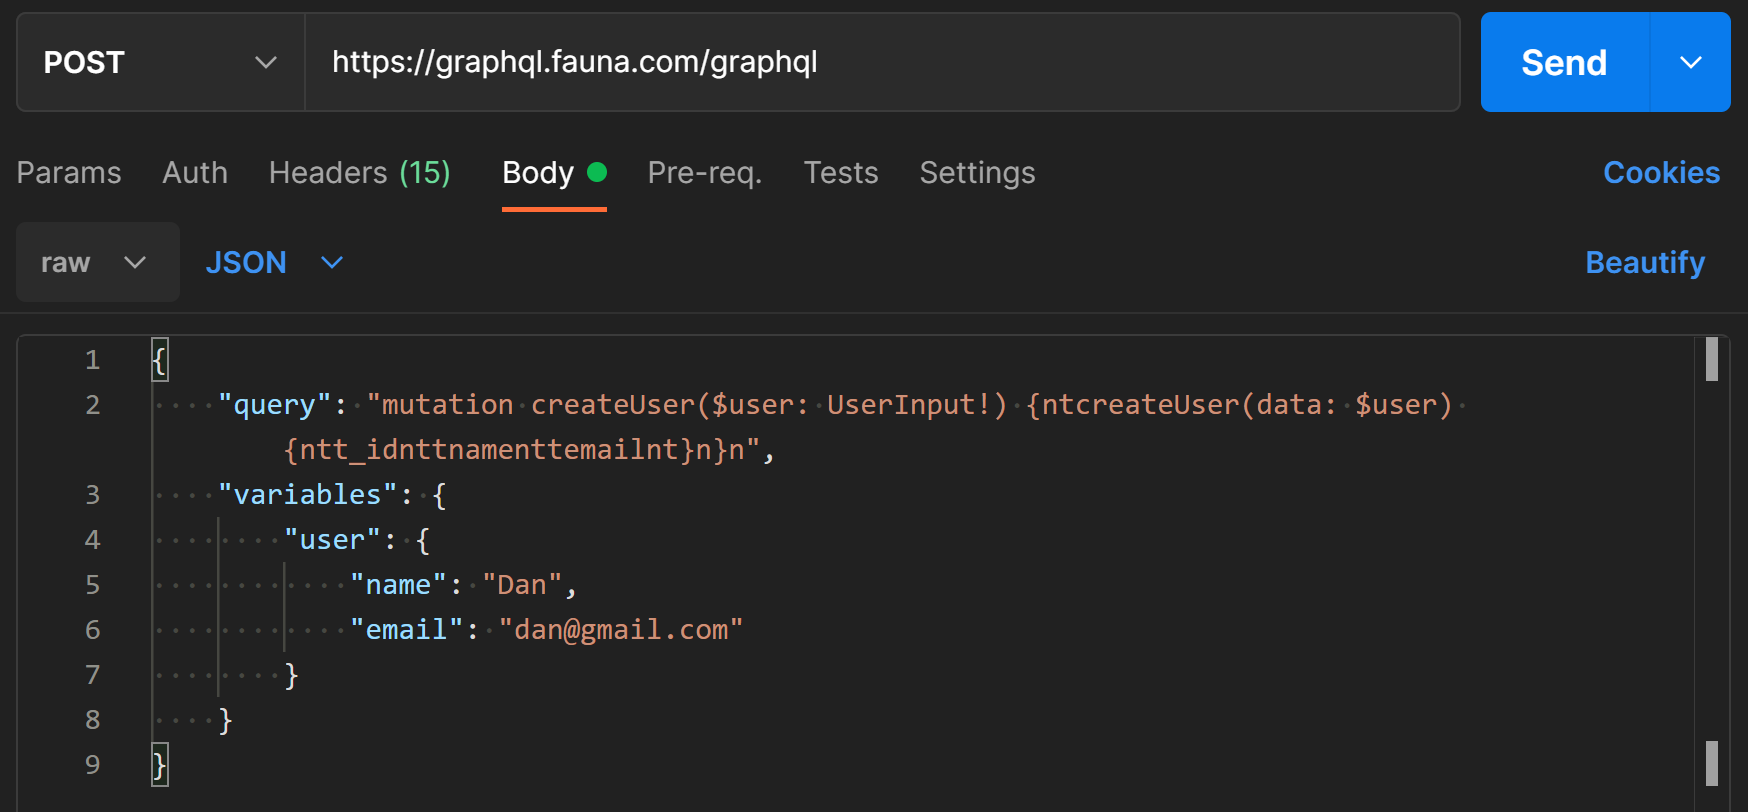 POST https://graphql.fauna.com/graphql Send
Params Auth Headers (15) Body Pre-req. Tests Settings Cookies
raw JSON Beautify
1 {
2 "query": "mutation createUser($user: UserInput!) {ntcreateUser(data: $user)
{ntt_idnttnamenttemailnt}n}n",
3 "variables": {
4 "user": {
5 "name": "Dan",
6 "email": "dan@gmail.com"
7 }
8 }
9 }